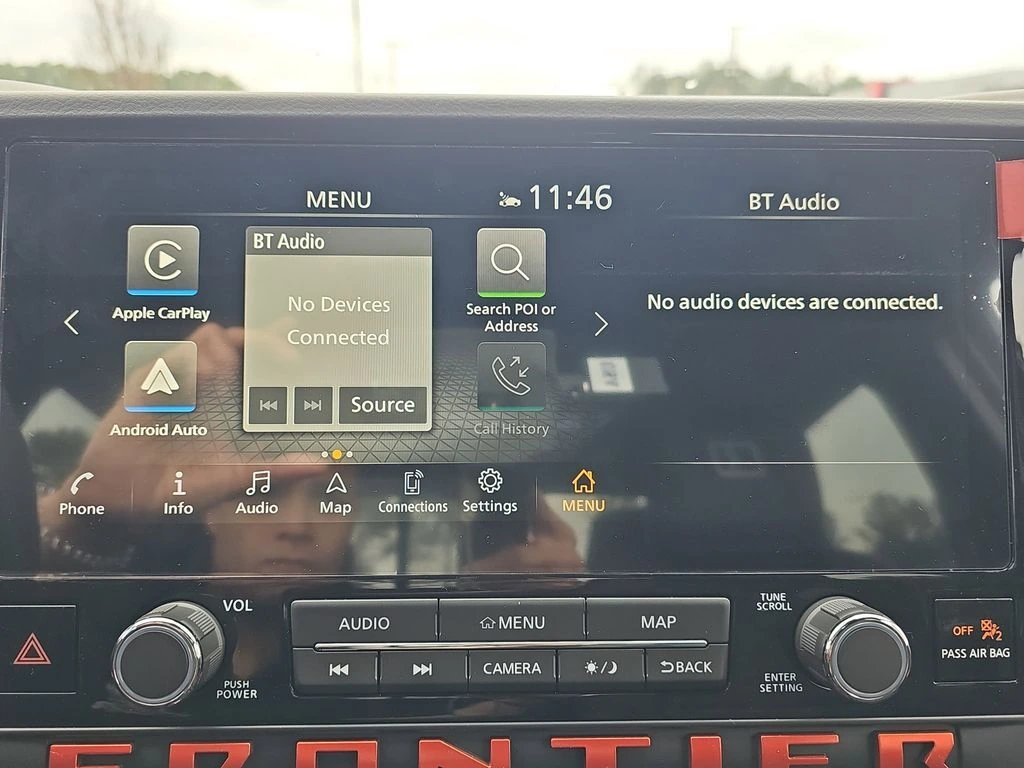 MENU
11:46
BT Audio
Apple CarPlay
BT Audio
No Devices
Connected
Source
Search POI or
Address
No audio devices are connected.
Android Auto
Call History
Phone
Info
Audio
Map
Connections
Settings
MENU
VOL
PUSH
POWER
AUDIO
MENU
MAP
CAMERA
BACK
TUNE
SCROLL
ENTER
SETTING
OFF
2
PASS AIR BAG
FRONTIER